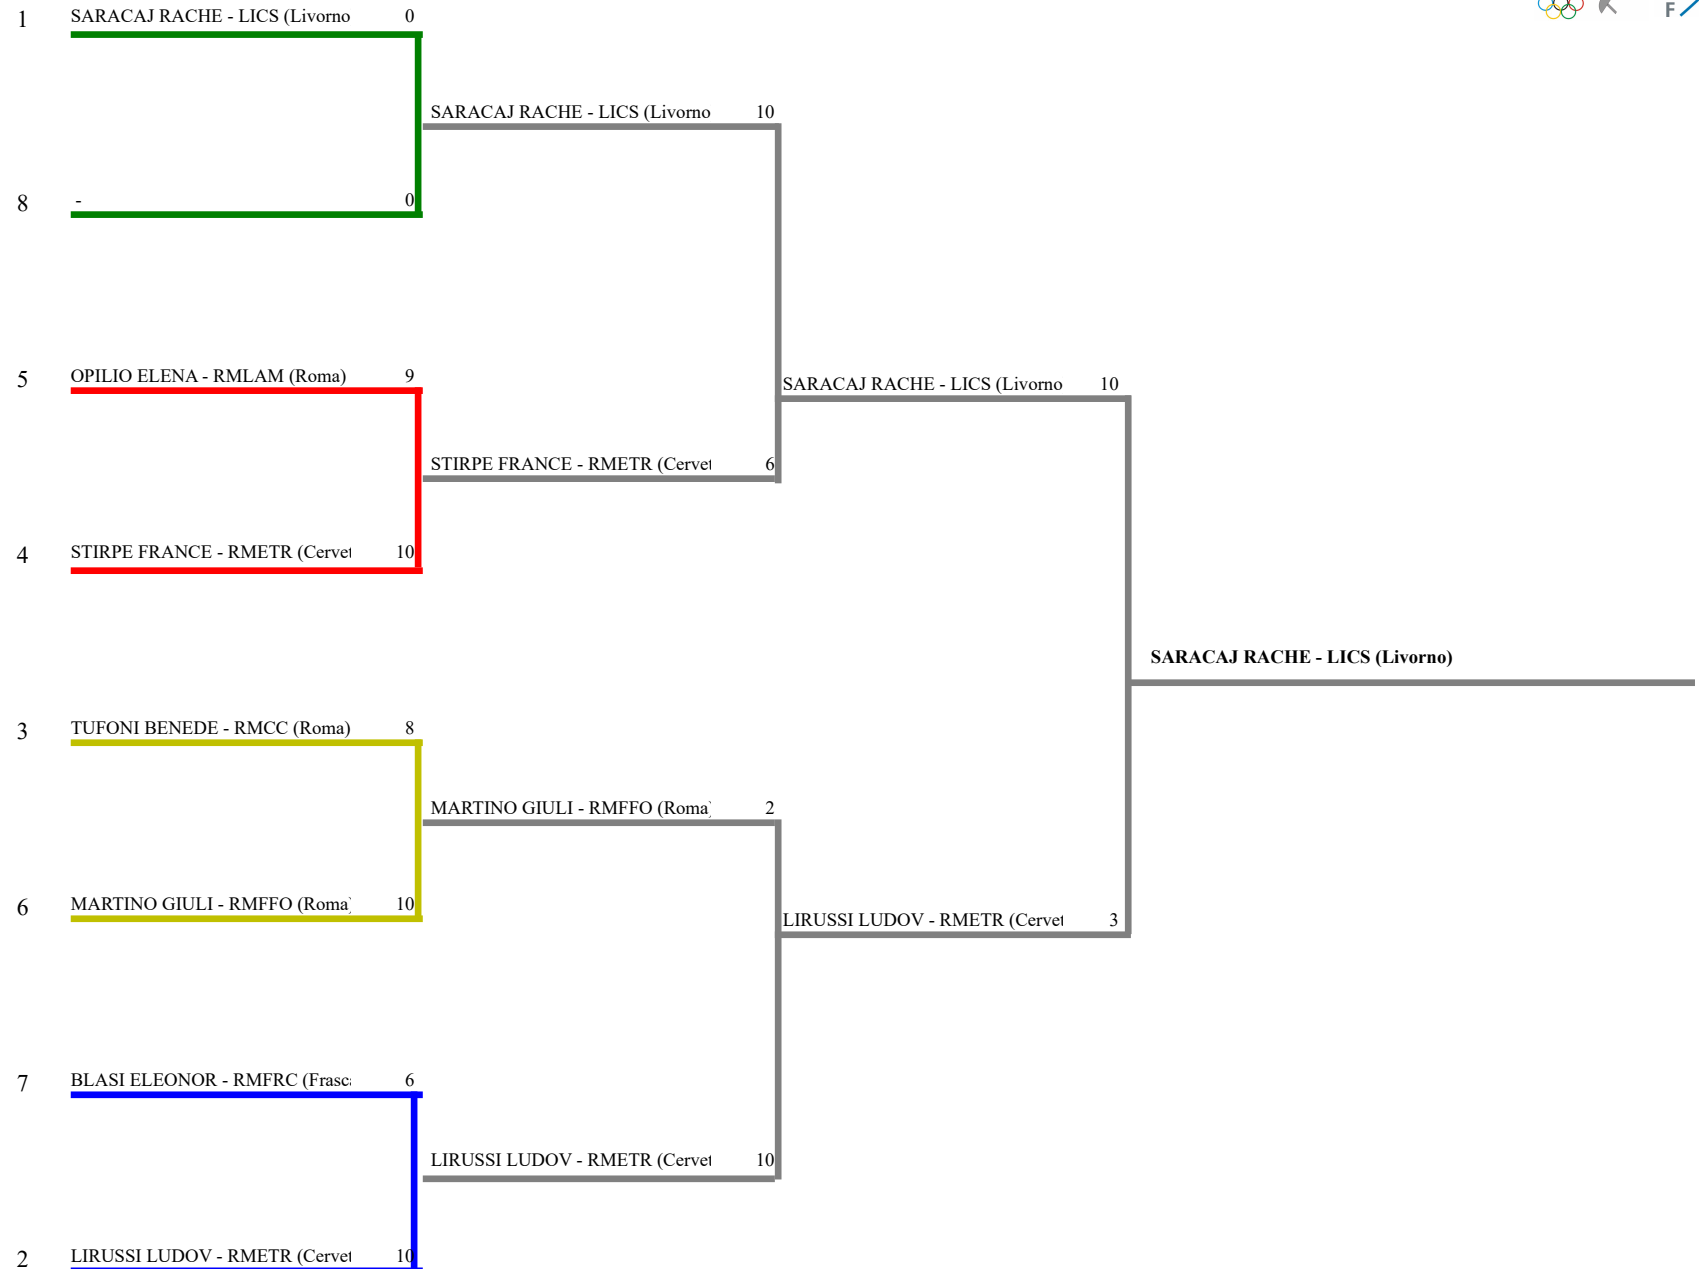 1 SARACAJ RACHE - LICS (Livorno 0
F
SARACAJ RACHE - LICS (Livorno 10
8 - 0
5 OPILIO ELENA - RMLAM (Roma) 9
SARACAJ RACHE - LICS (Livorno 10
STIRPE FRANCE - RMETR (Cervet 6
4 STIRPE FRANCE - RMETR (Cervet 10
SARACAJ RACHE - LICS (Livorno)
3 TUFONI BENEDE - RMCC (Roma) 8
MARTINO GIULI - RMFFO (Roma) 2
6 MARTINO GIULI - RMFFO (Roma) 10
LIRUSSI LUDOV - RMETR (Cervet 3
7 BLASI ELEONOR - RMFRC (Frasca 6
LIRUSSI LUDOV - RMETR (Cervet 10
2 LIRUSSI LUDOV - RMETR (Cervet 10